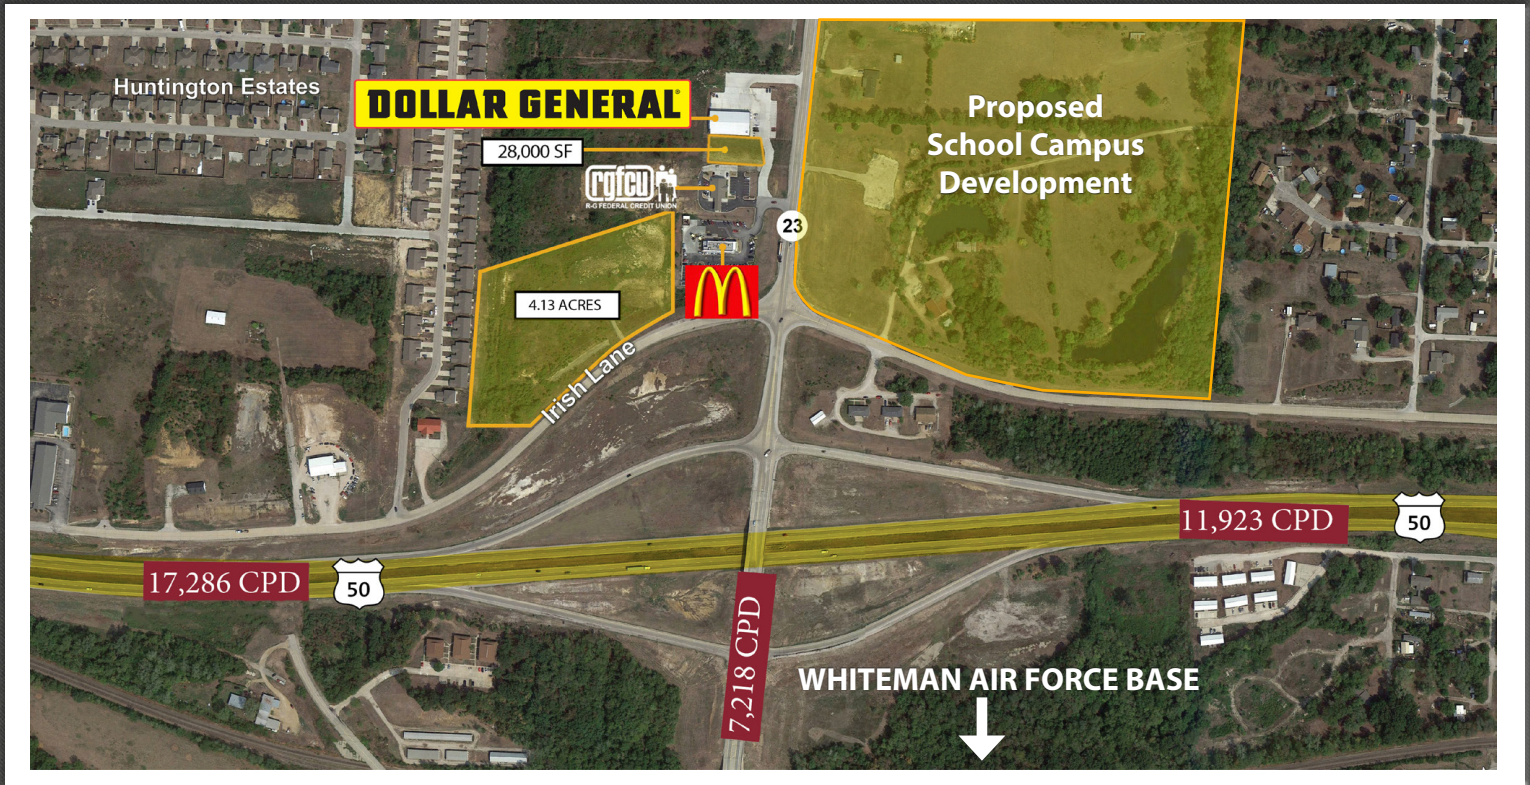 Huntington Estates
DOLLAR GENERAL®
28,000 SF
rgfcu
R-G FEDERAL CREDIT UNION
Proposed
School Campus
Development
23
4.13 ACRES
Irish Lane
11,923 CPD
50
17,286 CPD
50
7,218 CPD
WHITEMAN AIR FORCE BASE